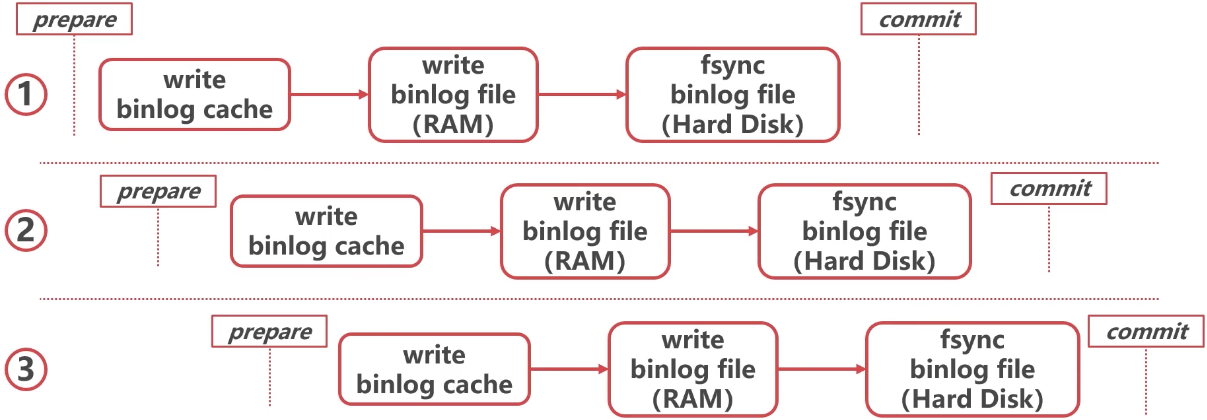 prepare
commit
1
write
binlog cache
write
binlog file
(RAM)
fsync
binlog file
(Hard Disk)
prepare
commit
2
write
binlog cache
write
binlog file
(RAM)
fsync
binlog file
(Hard Disk)
prepare
commit
3
write
binlog cache
write
binlog file
(RAM)
fsync
binlog file
(Hard Disk)